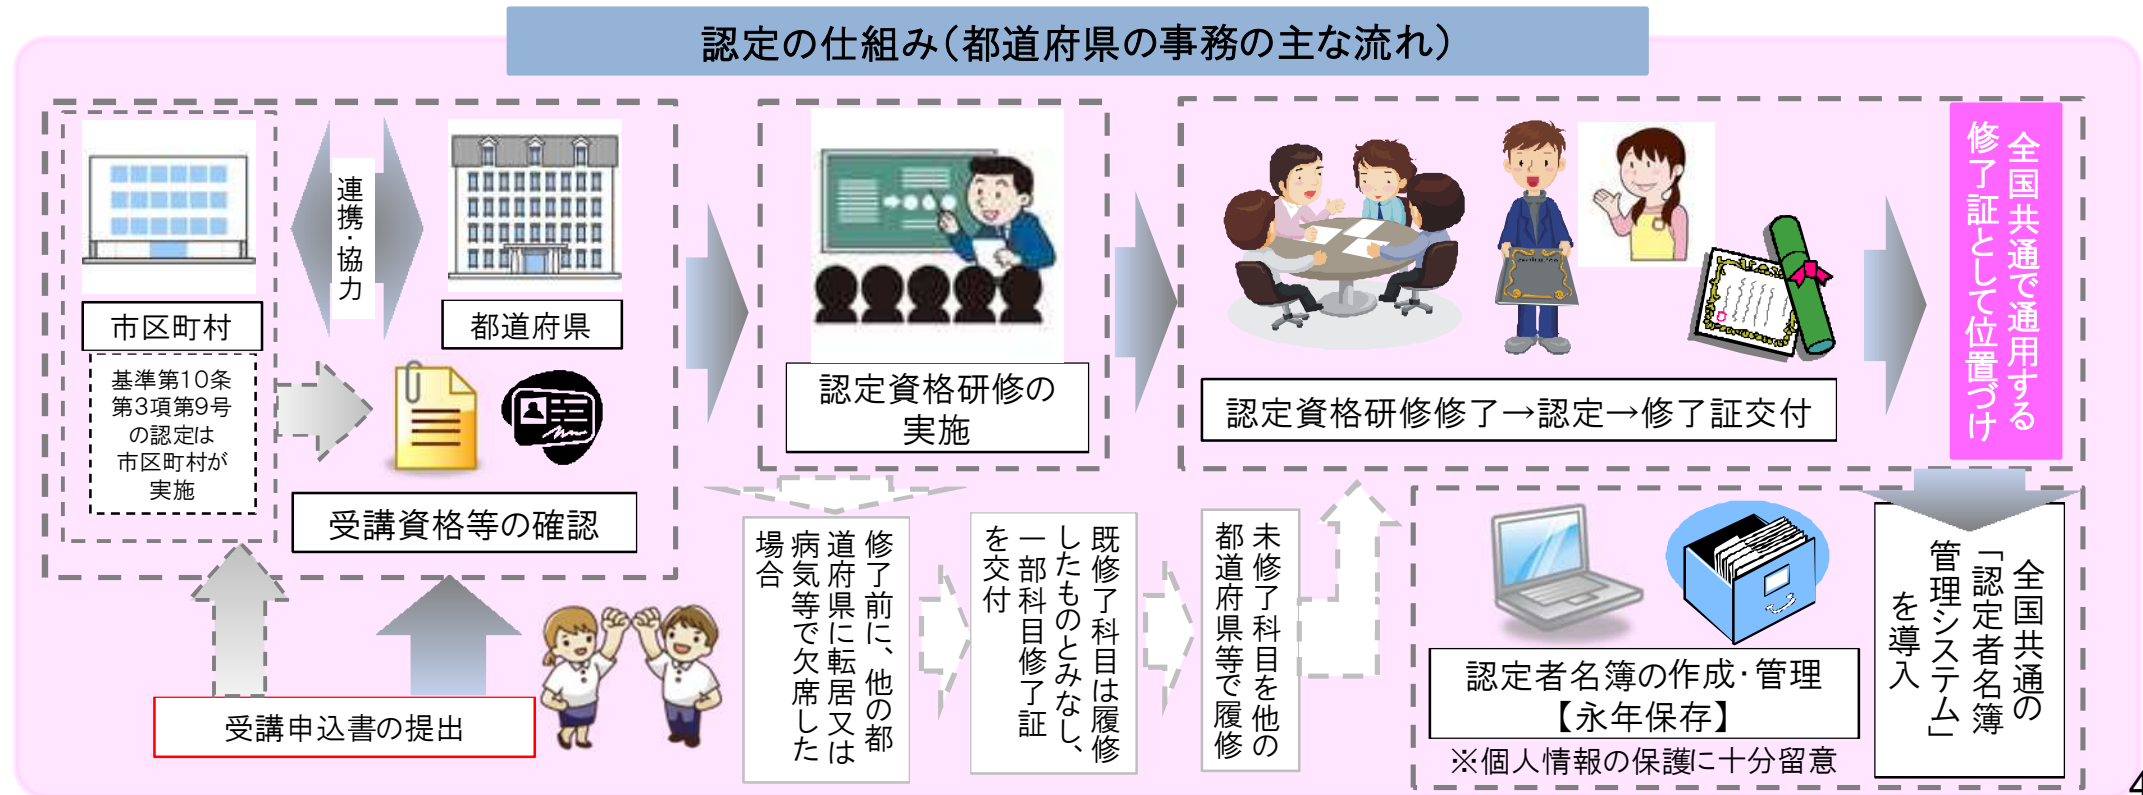 認定の仕組み（都道府県の事務の主な流れ）
連携・協力
市区町村
都道府県
基準第10条
第3項第9号
の認定は
市区町村が
実施
受講資格等の確認
受講申込書の提出
認定資格研修の
実施
認定資格研修修了→認定→修了証交付
全国共通で通用する
修了証として位置づけ
修了前に、他の都
道府県に転居又は
病気等で欠席した
場合
既修了科目は履修
したものとみなし、
一部科目修了証
を交付
未修了科目を他の
都道府県等で履修
認定者名簿の作成・管理
【永年保存】
※個人情報の保護に十分留意
全国共通の
「認定者名簿
管理システム」
を導入
4